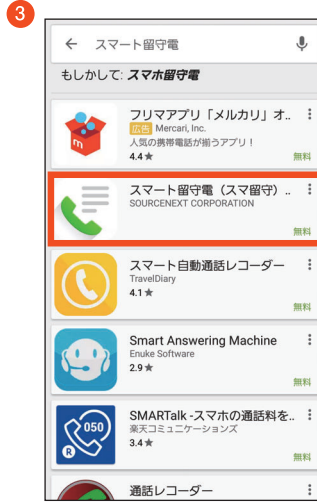 3
スマート留守電
もしかして: スマホ留守電
フリマアプリ「メルカリ」オ..
広告 Mercari, Inc.
人気の携帯電話が揃うアプリ！
4.4★
無料
m
スマート留守電（スマ留守）..
SOURCENEXT CORPORATION
無料
スマート自動通話レコーダー
TravelDiary
4.1★
無料
Smart Answering Machine
Enuke Software
2.9★
無料
SMARTalk -スマホの通話料を..
楽天コミュニケーションズ
3.4★
無料
050
R
通話レコーダー